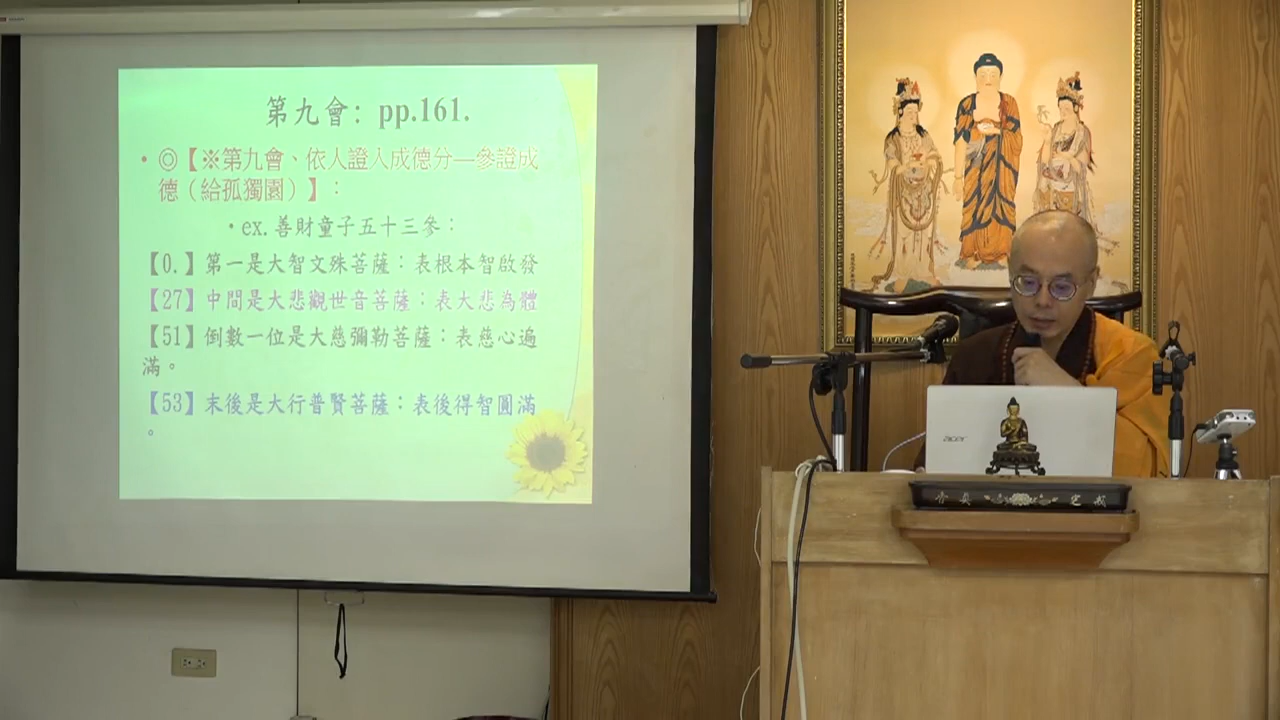 第九會: pp.161.
• ◎【※第九會、依人證入成德分—參證成
德（給孤獨園）】：
• ex. 善財童子五十三參：
【0.】第一是大智文殊菩薩：表根本智啟發
【27】中間是大悲觀世音菩薩：表大悲為體
【51】倒數一位是大慈彌勒菩薩：表慈心遍
滿。
【53】末後是大行普賢菩薩：表後得智圓滿
。
acer